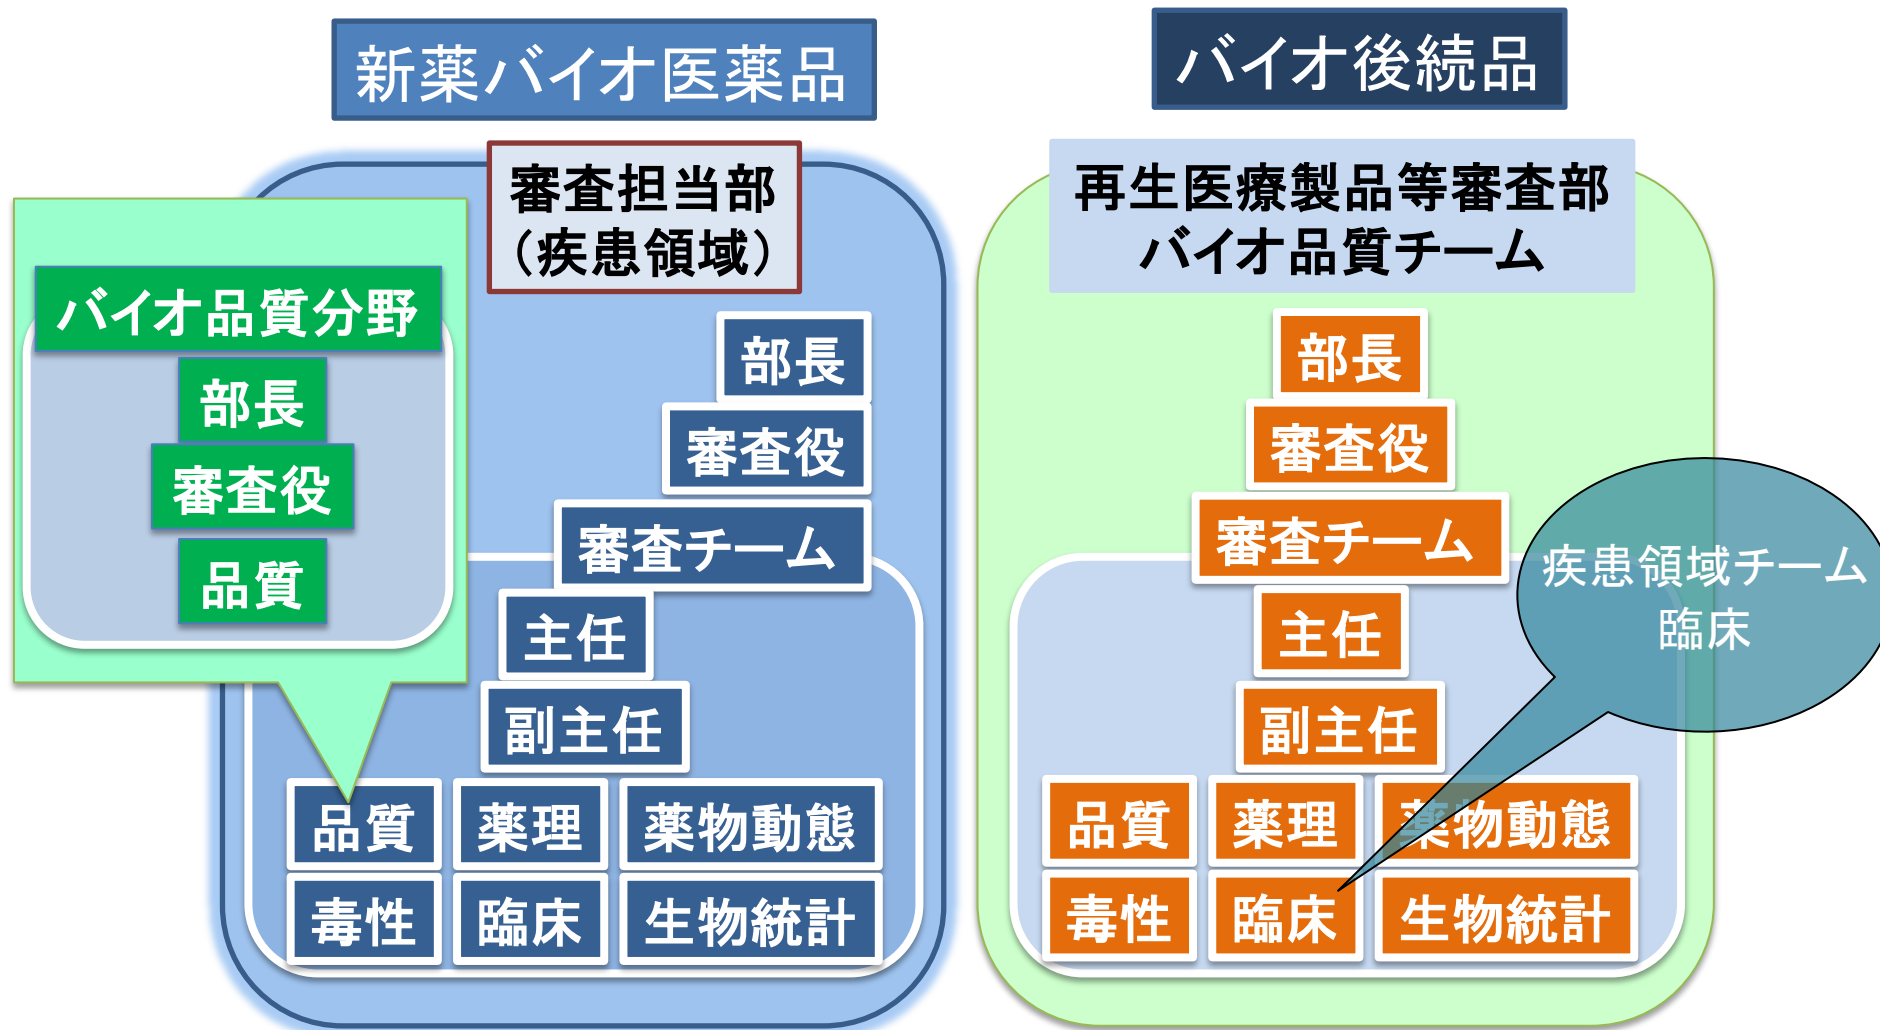 新薬バイオ医薬品
審査担当部
（疾患領域）
バイオ品質分野
部長
審査役
品質
部長
審査役
審査チーム
主任
副主任
品質
薬理
薬物動態
毒性
臨床
生物統計
バイオ後続品
再生医療製品等審査部
バイオ品質チーム
部長
審査役
審査チーム
主任
副主任
品質
薬理
薬物動態
毒性
臨床
生物統計
疾患領域チーム
臨床